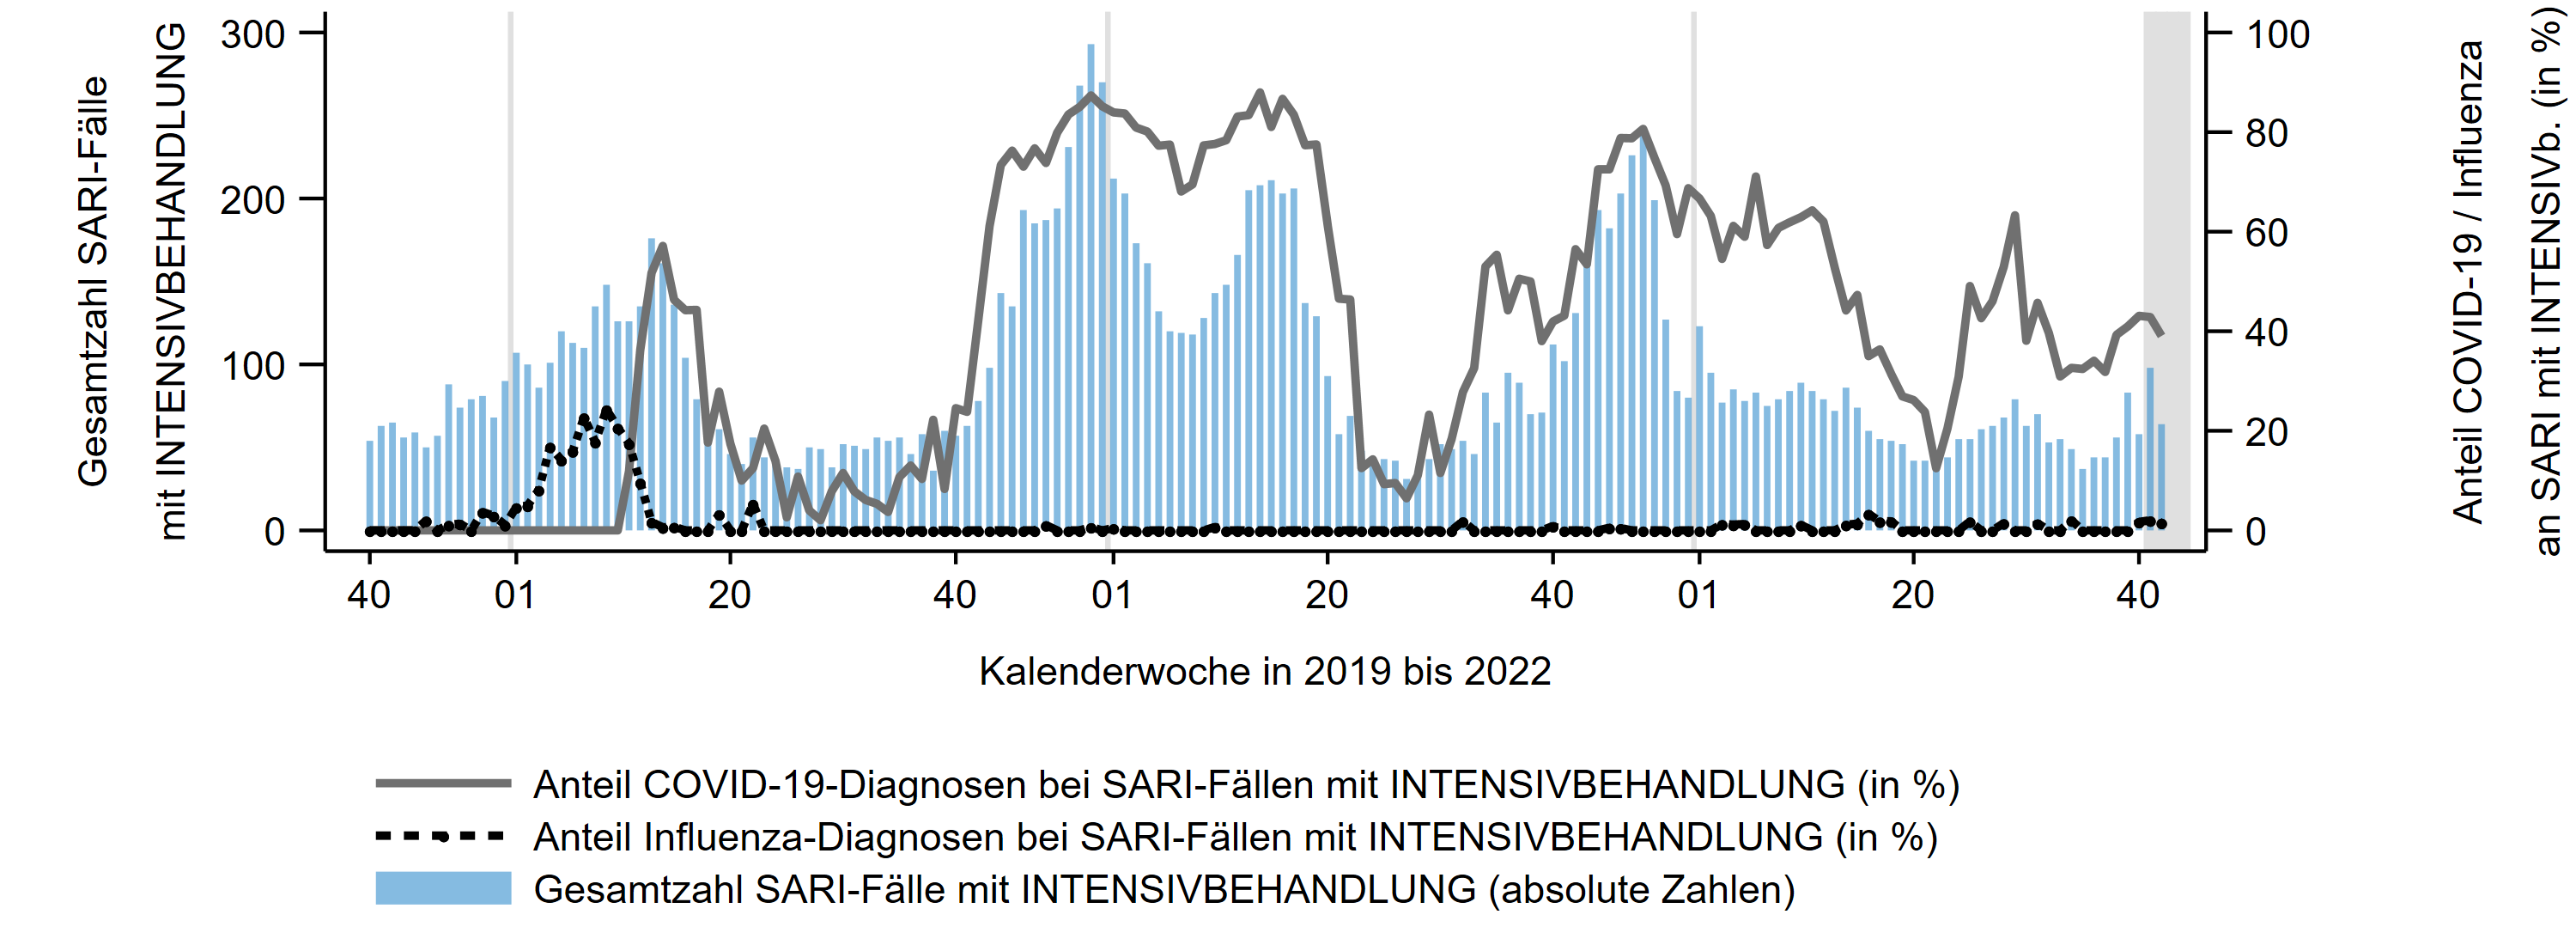 Gesamtzahl SARI-Fälle
mit INTENSIVBEHANDLUNG
300
200
100
0
100
80
60
40
20
0
Anteil COVID-19 / Influenza
an SARI mit INTENSIVb. (in %)
40 01 20 40 01 20 40 01 20 40
Kalenderwoche in 2019 bis 2022
Anteil COVID-19-Diagnosen bei SARI-Fällen mit INTENSIVBEHANDLUNG (in %)
Anteil Influenza-Diagnosen bei SARI-Fällen mit INTENSIVBEHANDLUNG (in %)
Gesamtzahl SARI-Fälle mit INTENSIVBEHANDLUNG (absolute Zahlen)